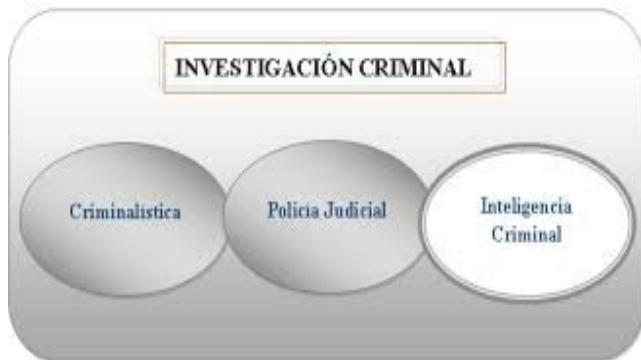 INVESTIGACIÓN CRIMINAL
Criminalística
Policía Judicial
Inteligencia
Criminal